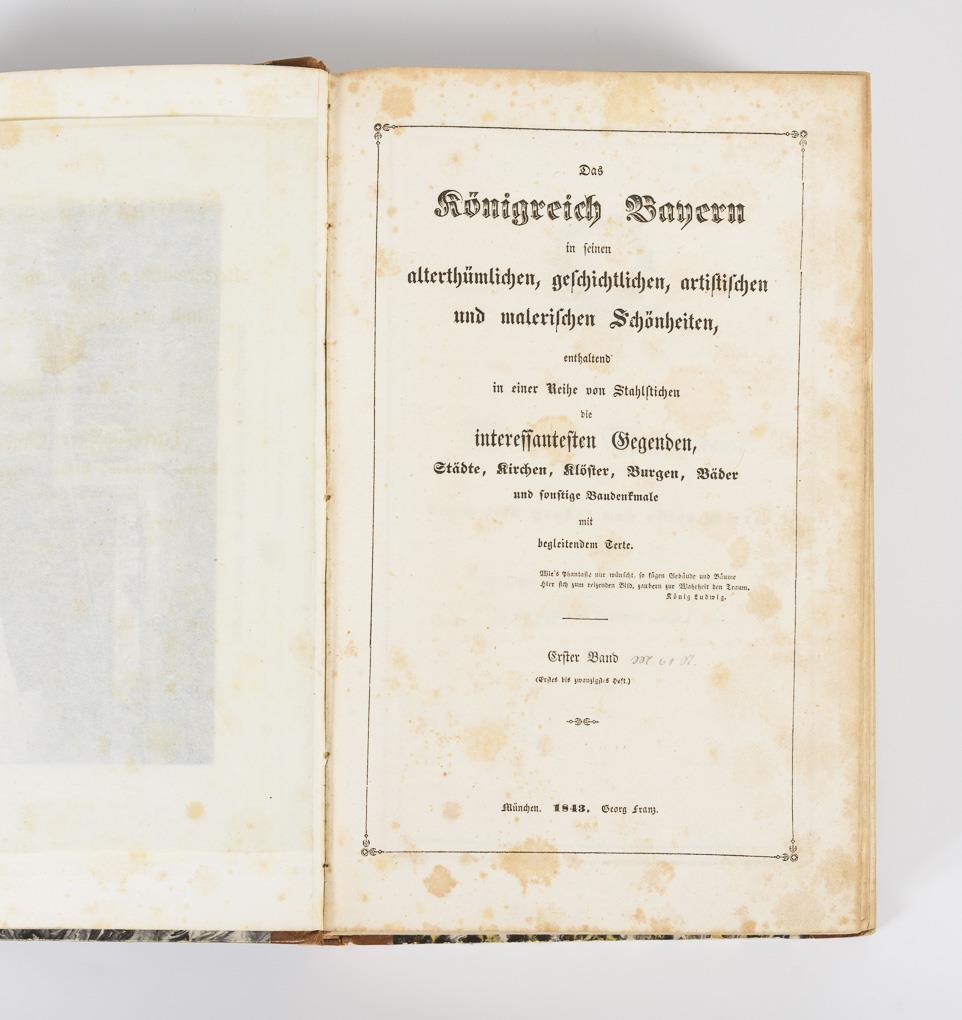 Das
Königreich Bayern
in seinen
alterthümlichen, geschichtlichen, artistischen
und malerischen Schönheiten,
enthaltend
in einer Reihe von Stahlstichen
die
interessantesten Gegenden,
Städte, Kirchen, Klöster, Burgen, Bäder
und sonstige Baudenkmale
mit
begleitendem Texte.
Wie's Phantasie nur wünscht, so fügen Gebäude und Bäume
Hier sich zum reizenden Bild, zaubern zur Wahrheit den Traum.
König Ludwig.
Erster Band
(Erstes bis zwanzigstes Heft.)
München. 1843. Georg Franz.